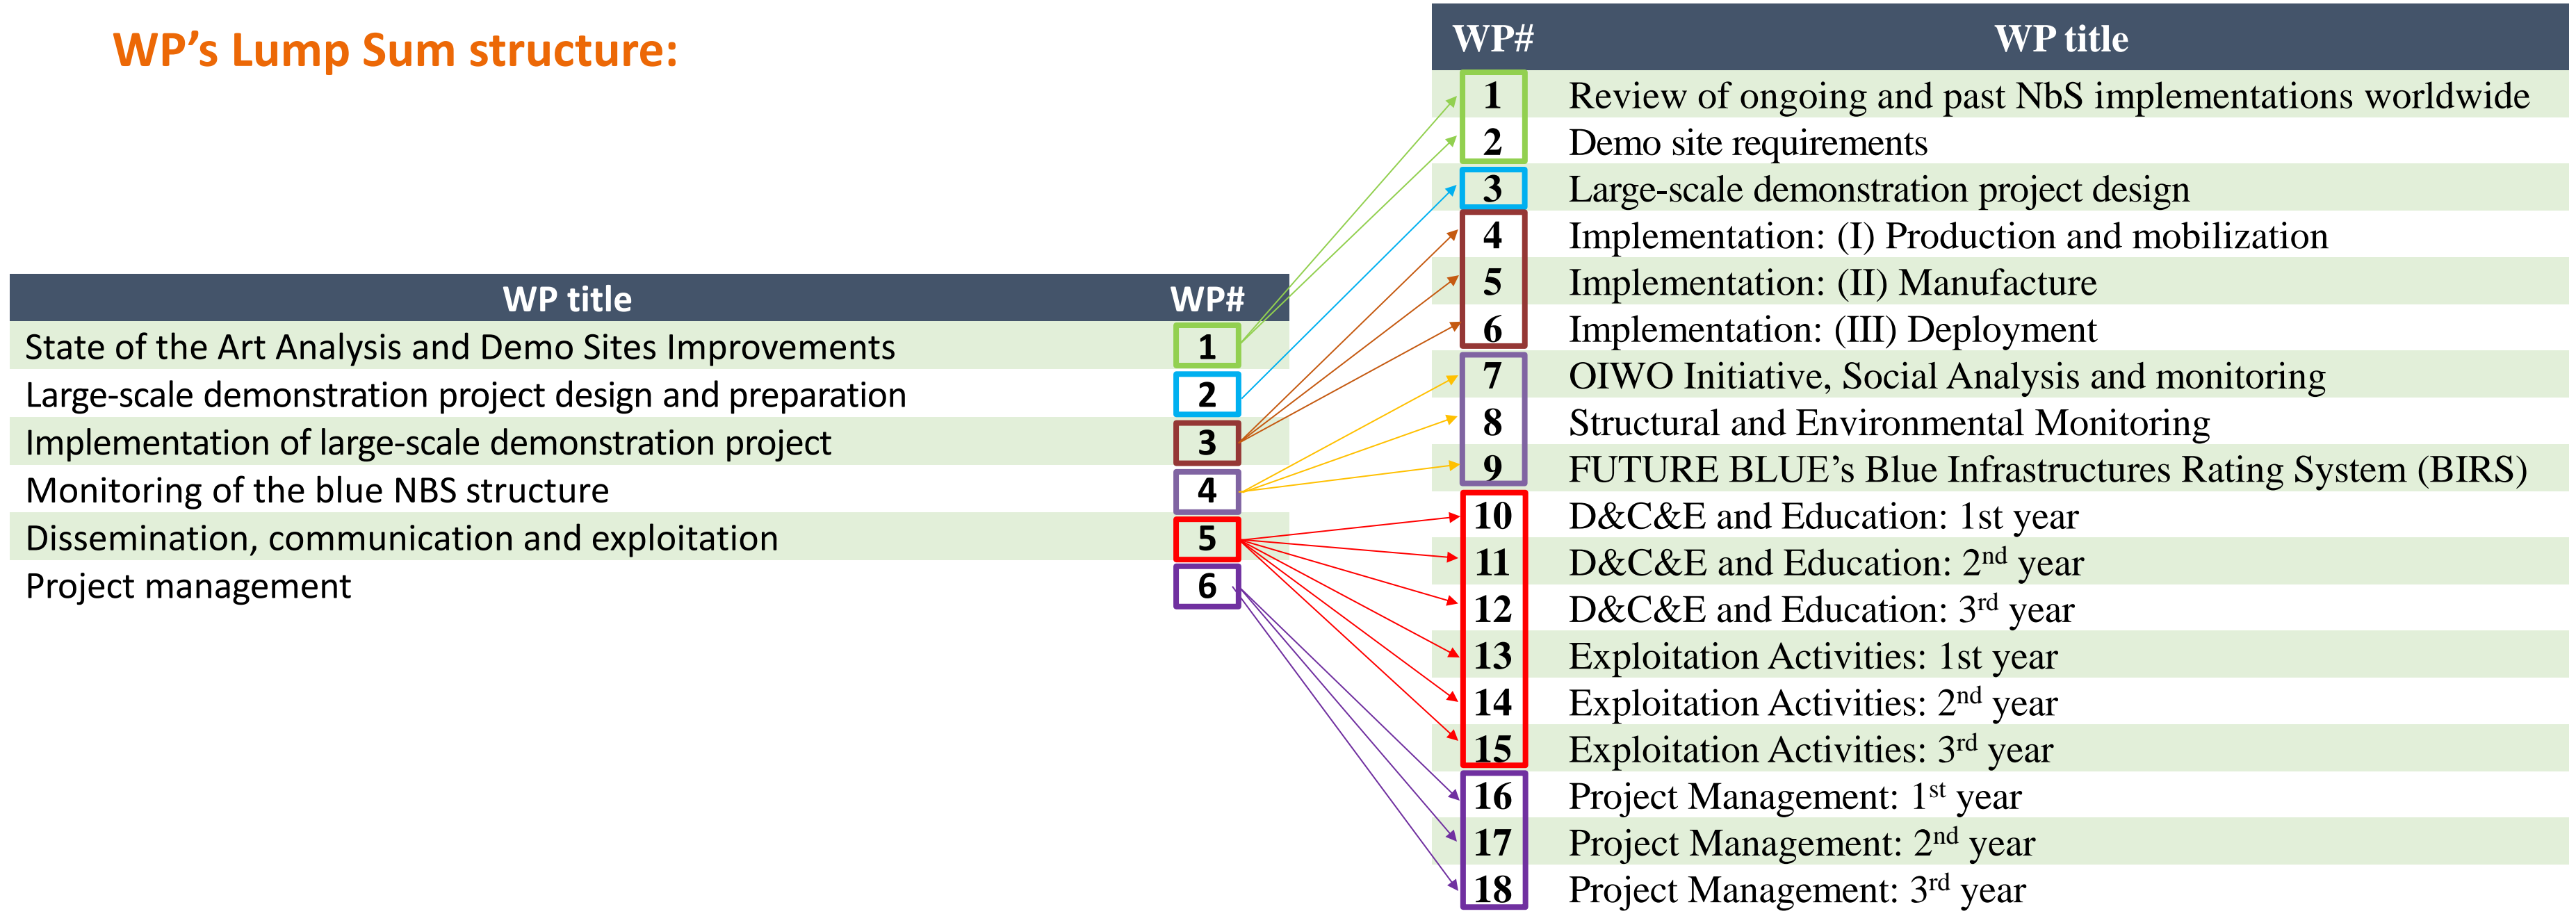 WP's Lump Sum structure:
WP title WP#
State of the Art Analysis and Demo Sites Improvements 1
Large-scale demonstration project design and preparation 2
Implementation of large-scale demonstration project 3
Monitoring of the blue NBS structure 4
Dissemination, communication and exploitation 5
Project management 6
WP# WP title
1 Review of ongoing and past NbS implementations worldwide
2 Demo site requirements
3 Large-scale demonstration project design
4 Implementation: (I) Production and mobilization
5 Implementation: (II) Manufacture
6 Implementation: (III) Deployment
7 OIWO Initiative, Social Analysis and monitoring
8 Structural and Environmental Monitoring
9 FUTURE BLUE's Blue Infrastructures Rating System (BIRS)
10 D&C&E and Education: 1st year
11 D&C&E and Education: 2nd year
12 D&C&E and Education: 3rd year
13 Exploitation Activities: 1st year
14 Exploitation Activities: 2nd year
15 Exploitation Activities: 3rd year
16 Project Management: 1st year
17 Project Management: 2nd year
18 Project Management: 3rd year